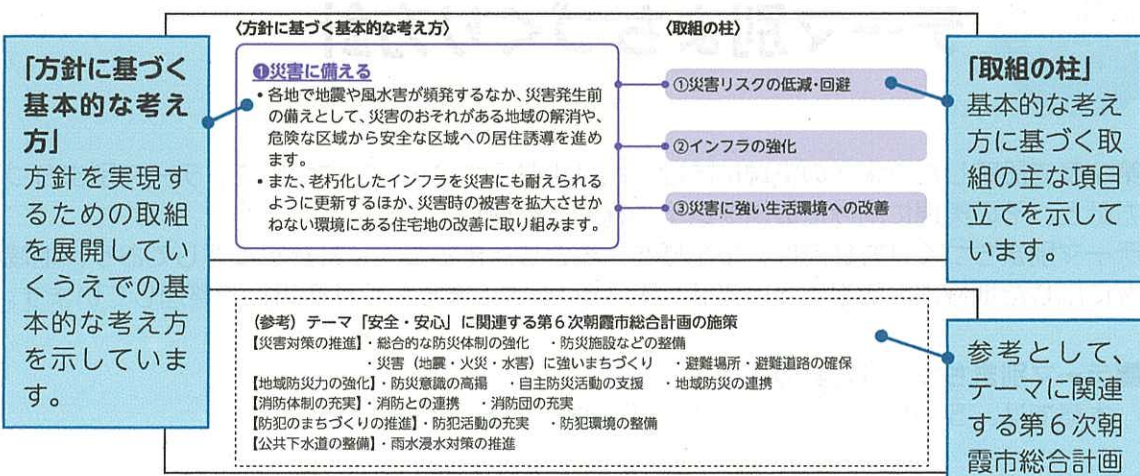 〈方針に基づく基本的な考え方〉
〈取組の柱〉
「方針に基づく
基本的な考え
方」
方針を実現す
るための取組
を展開してい
くうえでの基
本的な考え方
を示していま
す。
❶災害に備える
・各地で地震や風水害が頻発するなか、災害発生前
の備えとして、災害のおそれがある地域の解消や、
危険な区域から安全な区域への居住誘導を進め
ます。
・また、老朽化したインフラを災害にも耐えられる
ように更新するほか、災害時の被害を拡大させか
ねない環境にある住宅地の改善に取り組みます。
①災害リスクの低減・回避
②インフラの強化
③災害に強い生活環境への改善
「取組の柱」
基本的な考え
方に基づく取
組の主な項目
立てを示して
います。
(参考) テーマ「安全・安心」に関連する第6次朝霞市総合計画の施策
【災害対策の推進】・総合的な防災体制の強化 ・防災施設などの整備
・災害(地震・火災・水害)に強いまちづくり ・避難場所・避難道路の確保
【地域防災力の強化】・防災意識の高揚 ・自主防災活動の支援 ・地域防災の連携
【消防体制の充実】・消防との連携 ・消防団の充実
【防犯のまちづくりの推進】・防犯活動の充実 ・防犯環境の整備
【公共下水道の整備】・雨水浸水対策の推進
参考として、
テーマに関連
する第6次朝
霞市総合計画